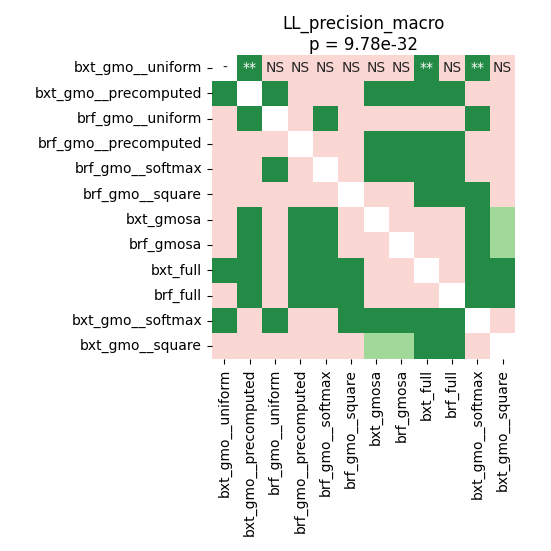 LL_precision_macro
p = 9.78e-32
bxt_gmo__uniform - ** NS NS NS NS NS NS ** NS ** NS
bxt_gmo__precomputed
brf_gmo__uniform
brf_gmo__precomputed
brf_gmo__softmax
brf_gmo__square
bxt_gmosa
brf_gmosa
bxt_full
brf_full
bxt_gmo__softmax
bxt_gmo__square
bxt_gmo__uniform
bxt_gmo__precomputed
brf_gmo__uniform
brf_gmo__precomputed
brf_gmo__softmax
brf_gmo__square
bxt_gmosa
brf_gmosa
bxt_full
brf_full
bxt_gmo__softmax
bxt_gmo__square